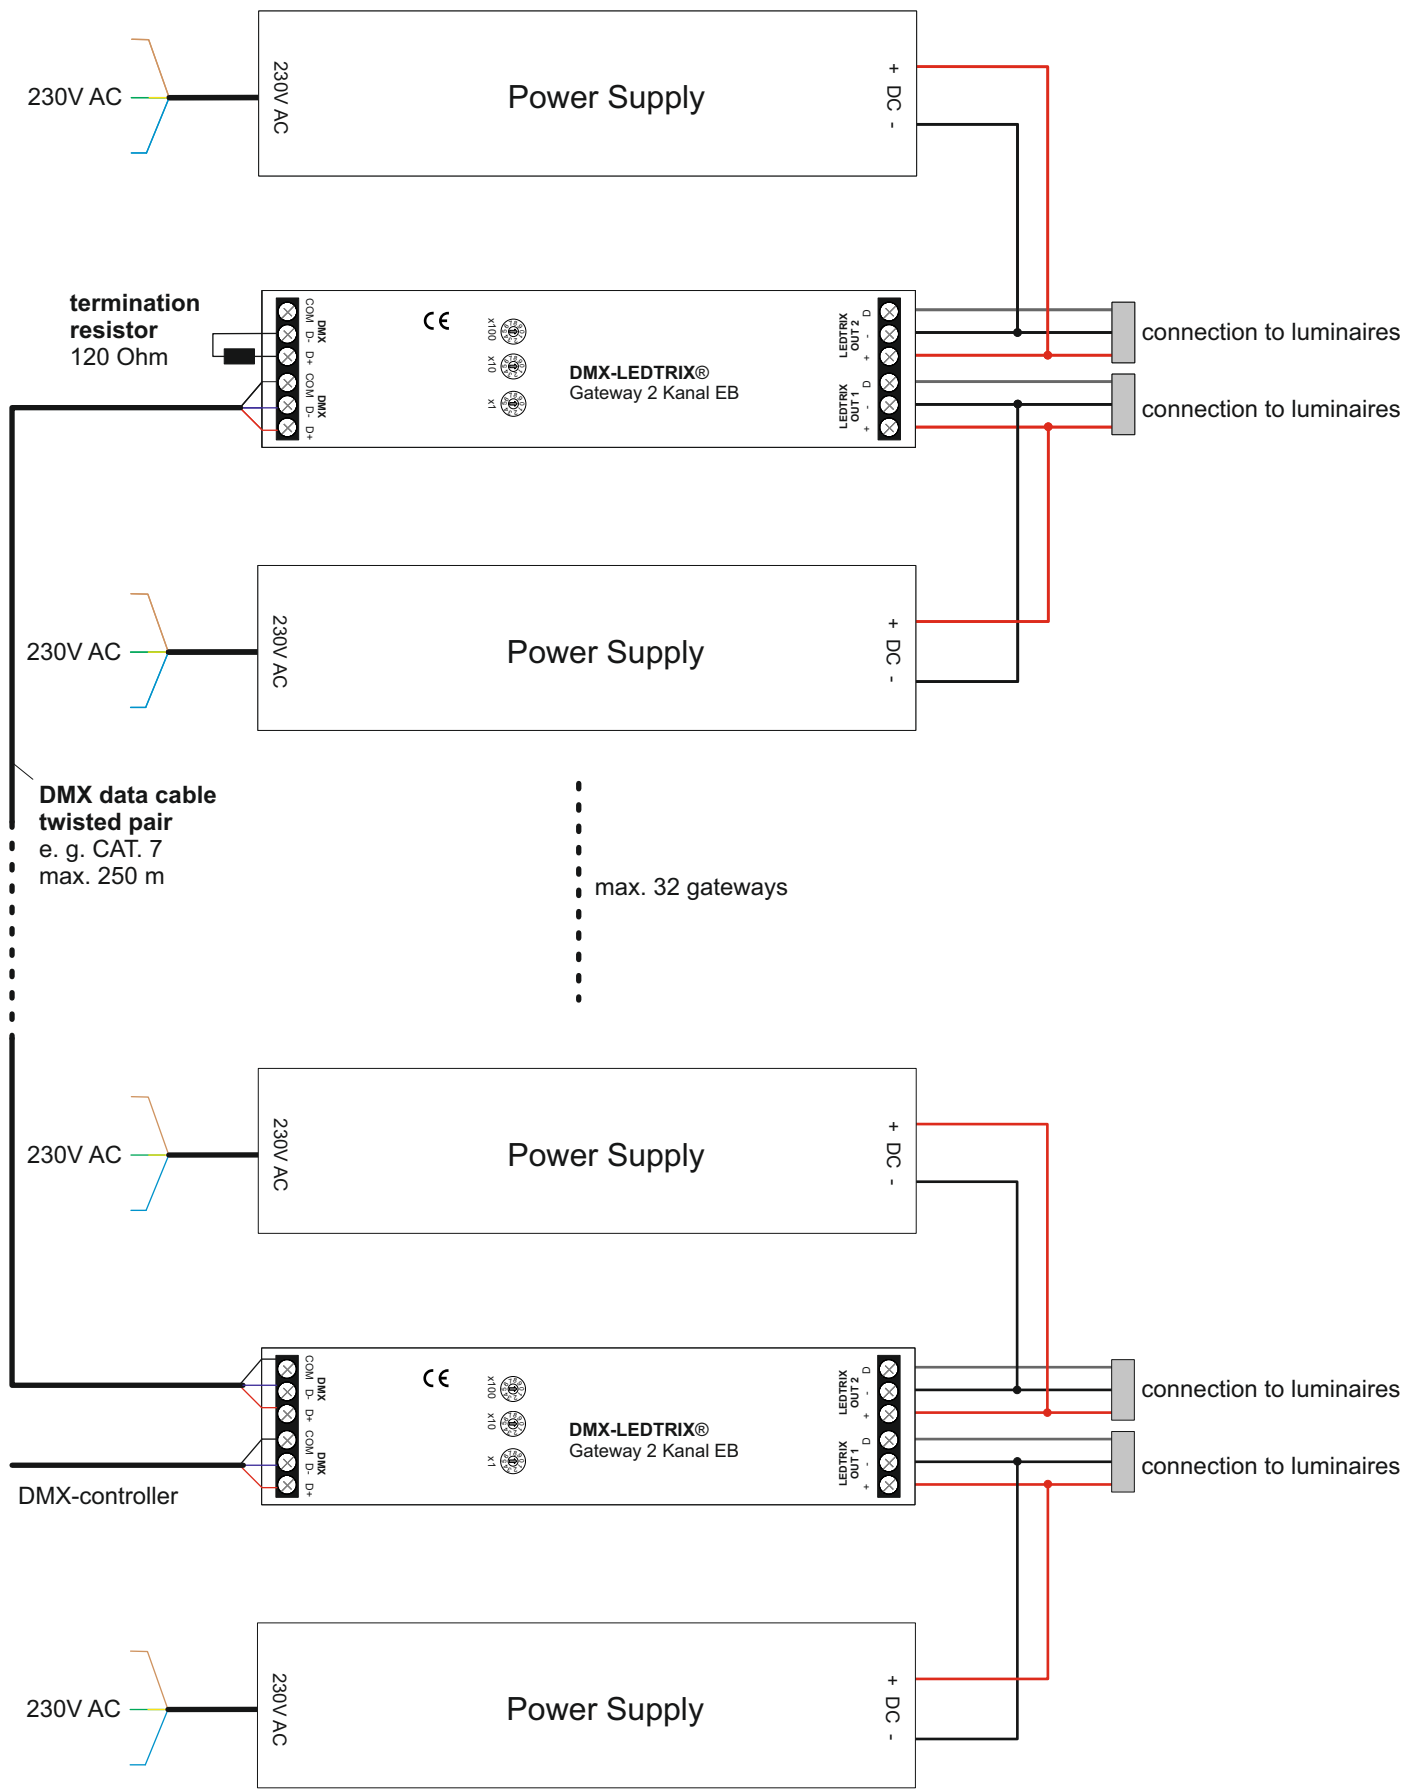 230V AC
230V AC
Power Supply
+ DC -
termination
resistor
120 Ohm
COM D- D+
DMX
COM D- D+
DMX
CE
x100
x10
x1
DMX-LEDTRIX®
Gateway 2 Kanal EB
LEDTRIX
OUT 2
+ - D
LEDTRIX
OUT 1
+ - D
connection to luminaires
connection to luminaires
230V AC
230V AC
Power Supply
+ DC -
DMX data cable
twisted pair
e. g. CAT. 7
max. 250 m
max. 32 gateways
230V AC
230V AC
Power Supply
+ DC -
COM D- D+
DMX
COM D- D+
DMX
DMX-controller
CE
x100
x10
x1
DMX-LEDTRIX®
Gateway 2 Kanal EB
LEDTRIX
OUT 2
+ - D
LEDTRIX
OUT 1
+ - D
connection to luminaires
connection to luminaires
230V AC
230V AC
Power Supply
+ DC -